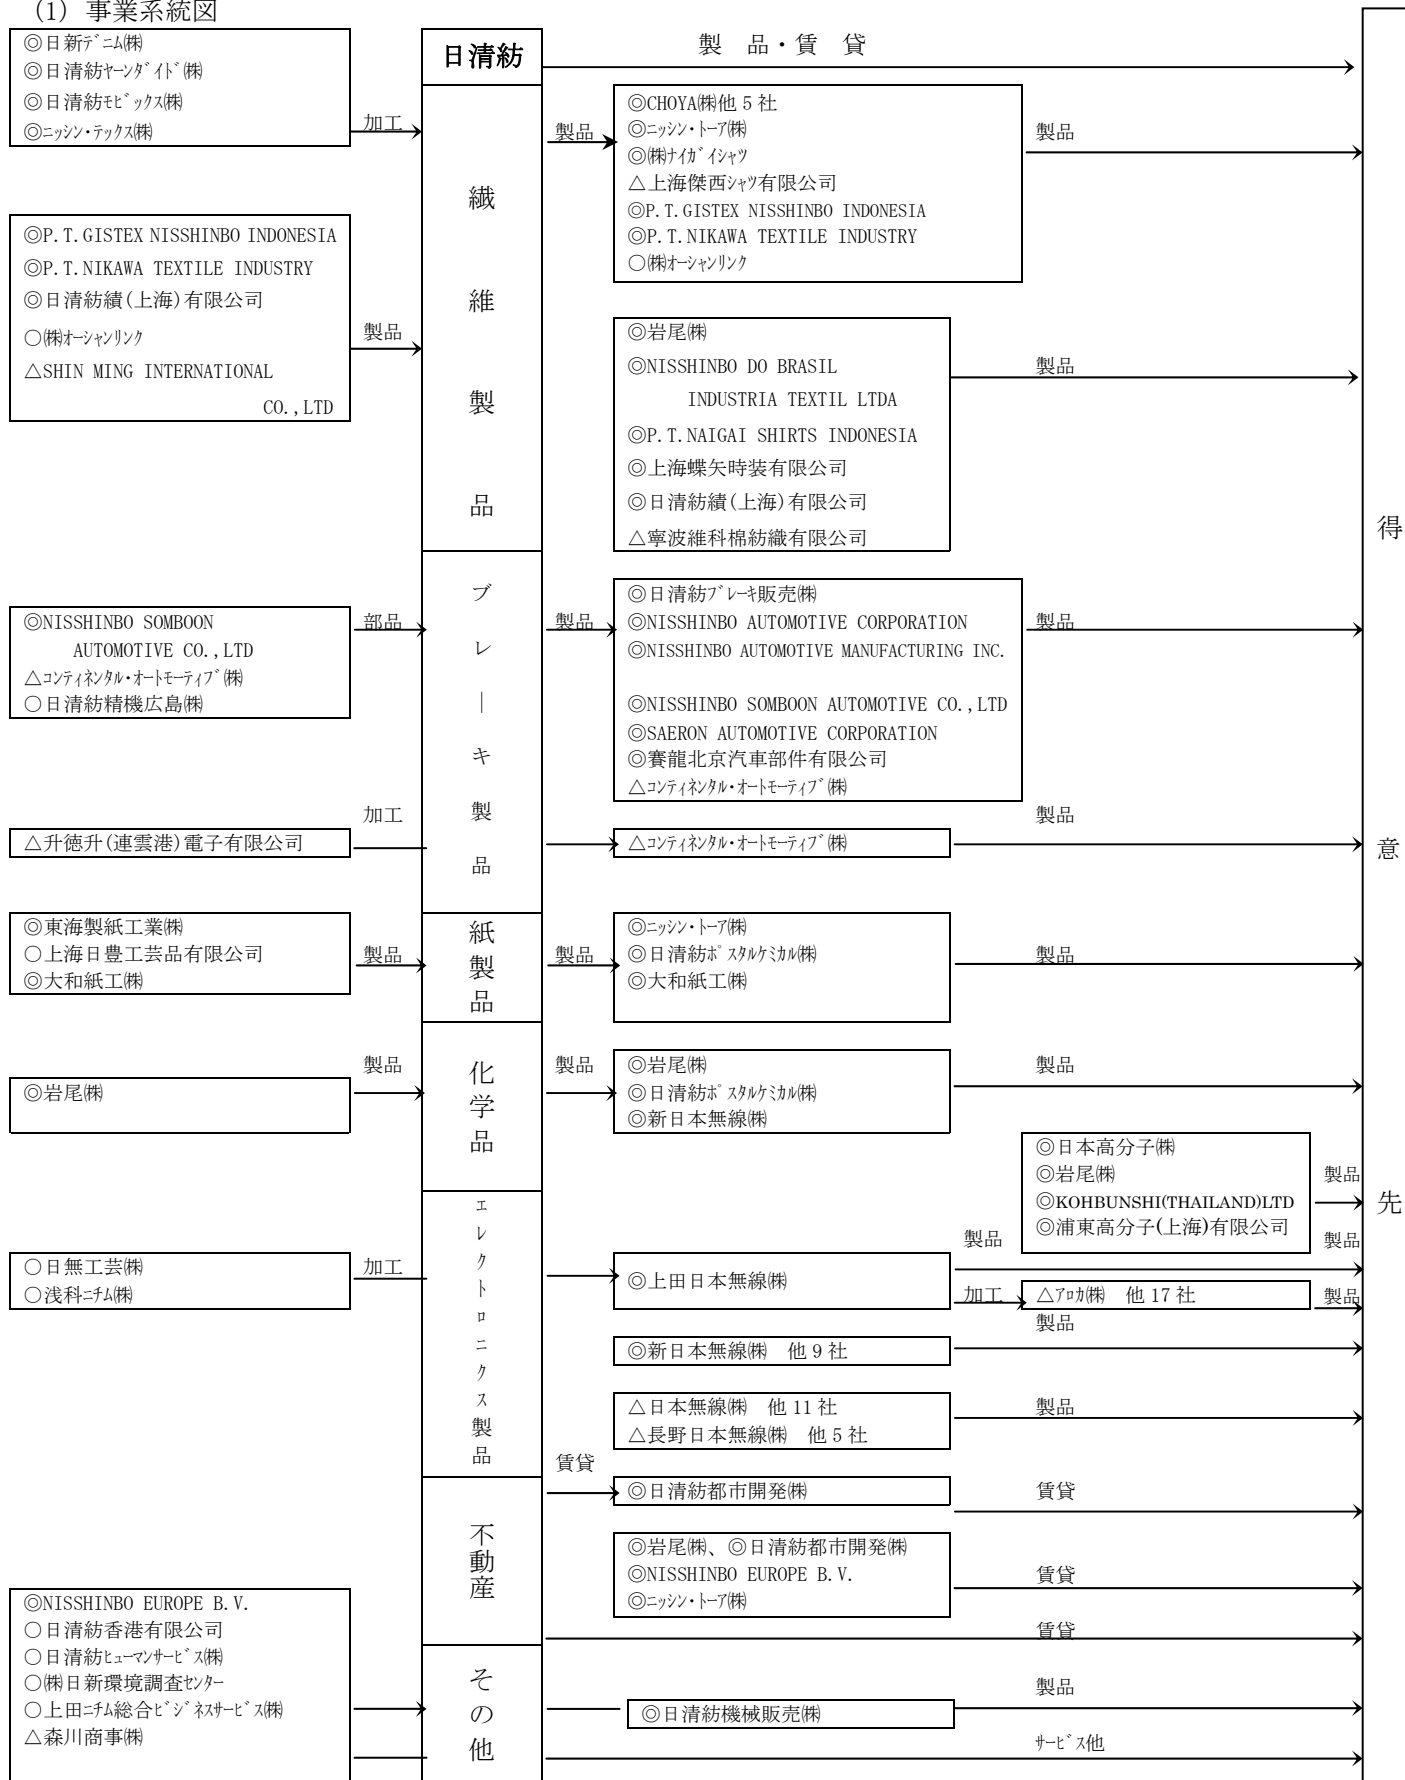 (1) 事業系統図
◎日新ﾃﾞﾆﾑ㈱
◎日清紡ﾔｰﾝﾀﾞｲﾄﾞ㈱
◎日清紡ﾓﾋﾞｯｸｽ㈱
◎ﾆｯｼﾝ・ﾃｯｸｽ㈱
加工
日清紡
製　品・賃　貸
繊維製品
製品
◎CHOYA㈱他 5 社
◎ﾆｯｼﾝ・ﾄｰｱ㈱
◎㈱ﾅｲｶﾞｲｼｬﾂ
△上海傑西ｼｬﾂ有限公司
◎P.T.GISTEX NISSHINBO INDONESIA
◎P.T.NIKAWA TEXTILE INDUSTRY
○㈱ｵｰｼｬﾝﾘﾝｸ
製品
◎P.T.GISTEX NISSHINBO INDONESIA
◎P.T.NIKAWA TEXTILE INDUSTRY
◎日清紡績(上海)有限公司
○㈱ｵｰｼｬﾝﾘﾝｸ
△SHIN MING INTERNATIONAL
CO.,LTD
製品
◎岩尾㈱
◎NISSHINBO DO BRASIL
INDUSTRIA TEXTIL LTDA
◎P.T.NAIGAI SHIRTS INDONESIA
◎上海蝶矢時装有限公司
◎日清紡績(上海)有限公司
△寧波維科棉紡織有限公司
製品
得意先
◎NISSHINBO SOMBOON
AUTOMOTIVE CO.,LTD
△ｺﾝﾃｨﾈﾝﾀﾙ・ｵｰﾄﾓｰﾃｨﾌﾞ㈱
○日清紡精機広島㈱
部品
ブレーキ製品
製品
◎日清紡ﾌﾞﾚｰｷ販売㈱
◎NISSHINBO AUTOMOTIVE CORPORATION
◎NISSHINBO AUTOMOTIVE MANUFACTURING INC.
◎NISSHINBO SOMBOON AUTOMOTIVE CO.,LTD
◎SAERON AUTOMOTIVE CORPORATION
◎賽龍北京汽車部件有限公司
△ｺﾝﾃｨﾈﾝﾀﾙ・ｵｰﾄﾓｰﾃｨﾌﾞ㈱
製品
△升徳升(連雲港)電子有限公司
加工
△ｺﾝﾃｨﾈﾝﾀﾙ・ｵｰﾄﾓｰﾃｨﾌﾞ㈱
製品
◎東海製紙工業㈱
○上海日豊工芸品有限公司
◎大和紙工㈱
製品
紙製品
製品
◎ﾆｯｼﾝ・ﾄｰｱ㈱
◎日清紡ﾎﾟｽﾀﾙｹﾐｶﾙ㈱
◎大和紙工㈱
製品
◎岩尾㈱
製品
化学品
製品
◎岩尾㈱
◎日清紡ﾎﾟｽﾀﾙｹﾐｶﾙ㈱
◎新日本無線㈱
製品
◎日本高分子㈱
◎岩尾㈱
◎KOHBUNSHI(THAILAND)LTD
◎浦東高分子(上海)有限公司
製品
○日無工芸㈱
○浅科ﾆﾁﾑ㈱
加工
エレクトロニクス製品
◎上田日本無線㈱
製品
製品
加工
△ｱﾛｶ㈱　他 17 社
製品
◎新日本無線㈱　他 9 社
製品
△日本無線㈱　他 11 社
△長野日本無線㈱　他 5 社
製品
不動産
賃貸
◎日清紡都市開発㈱
賃貸
◎岩尾㈱、◎日清紡都市開発㈱
◎NISSHINBO EUROPE B.V.
◎ﾆｯｼﾝ・ﾄｰｱ㈱
賃貸
賃貸
◎NISSHINBO EUROPE B.V.
○日清紡香港有限公司
○日清紡ﾋｭｰﾏﾝｻｰﾋﾞｽ㈱
○㈱日新環境調査ｾﾝﾀｰ
○上田ﾆﾁﾑ総合ﾋﾞｼﾞﾈｽｻｰﾋﾞｽ㈱
△森川商事㈱
その他
◎日清紡機械販売㈱
製品
ｻｰﾋﾞｽ他